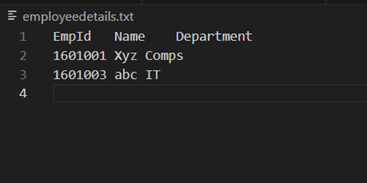 employeedetails.txt
1 EmpId   Name    Department
2 1601001 Xyz Comps
3 1601003 abc IT
4